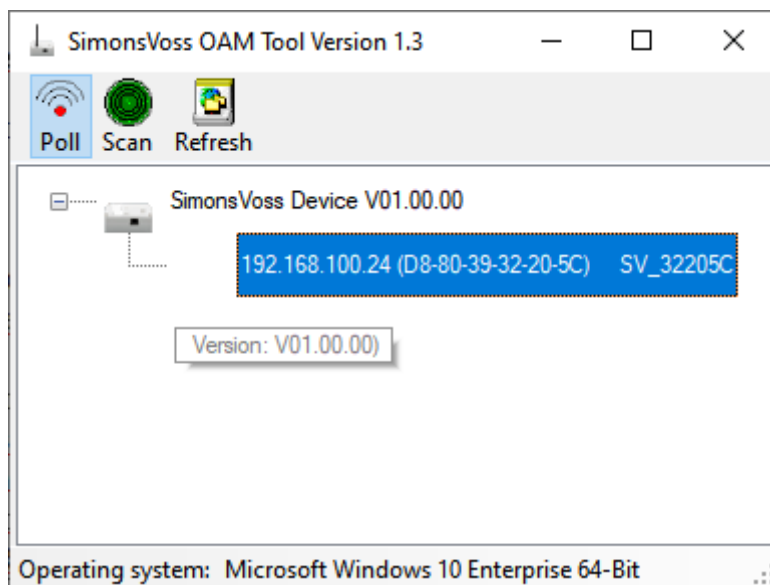 SimonsVoss OAM Tool Version 1.3
Poll Scan Refresh
SimonsVoss Device V01.00.00
192.168.100.24 (D8-80-39-32-20-5C) SV_32205C
Version: V01.00.00)
Operating system: Microsoft Windows 10 Enterprise 64-Bit